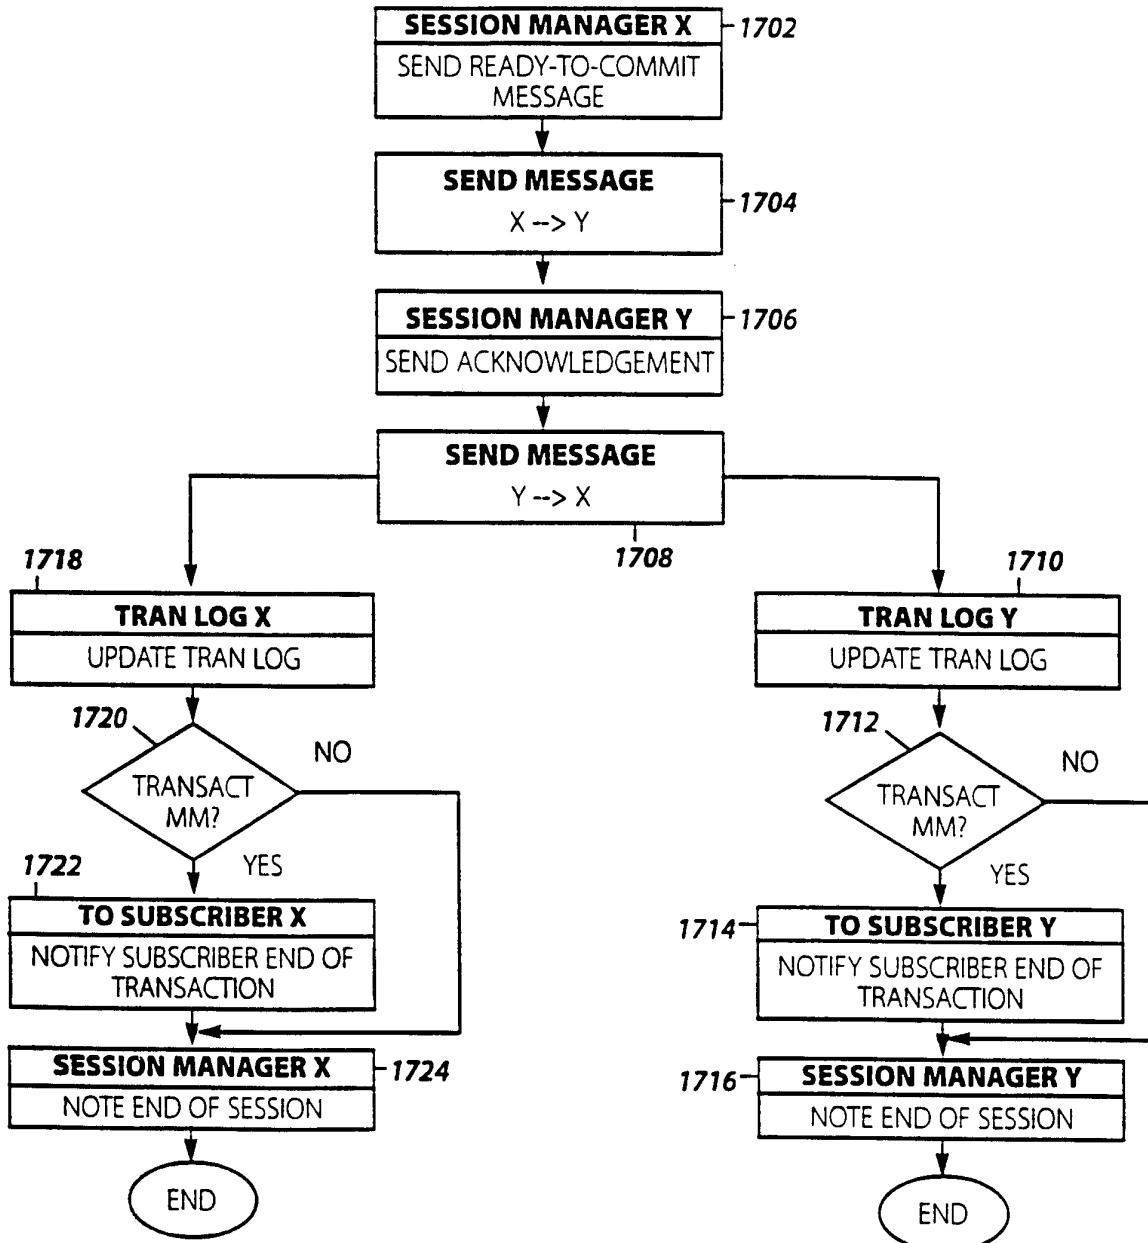 SESSION MANAGER X
1702
SEND READY-TO-COMMIT
MESSAGE
SEND MESSAGE
1704
X --> Y
SESSION MANAGER Y
1706
SEND ACKNOWLEDGEMENT
SEND MESSAGE
Y --> X
1708
1718
TRAN LOG X
UPDATE TRAN LOG
1720
NO
TRANSACT
MM?
YES
1722
TO SUBSCRIBER X
NOTIFY SUBSCRIBER END OF
TRANSACTION
SESSION MANAGER X
1724
NOTE END OF SESSION
END
1710
TRAN LOG Y
UPDATE TRAN LOG
1712
NO
TRANSACT
MM?
YES
1714
TO SUBSCRIBER Y
NOTIFY SUBSCRIBER END OF
TRANSACTION
1716
SESSION MANAGER Y
NOTE END OF SESSION
END